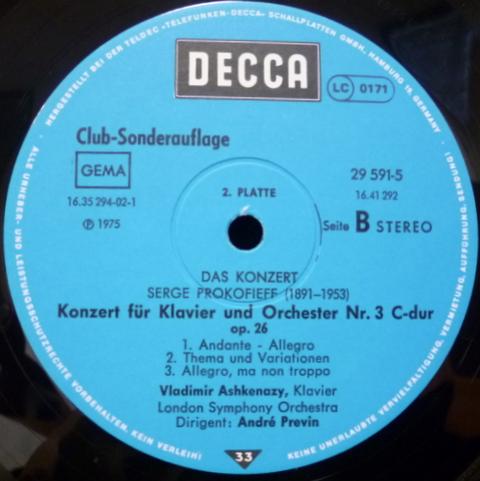 HERGESTELLT BEI DER TELDEC «TELEFUNKEN-DECCA» SCHALLPLATTEN GMBH, HAMBURG 19, GERMANY
DECCA
LC 0171
Club-Sonderauflage
GEMA
2. PLATTE
29 591-5
16.35 294-02-1
16.41 292
℗ 1975
Seite B STEREO
DAS KONZERT
SERGE PROKOFIEFF (1891–1953)
Konzert für Klavier und Orchester Nr. 3 C-dur
op. 26
1. Andante - Allegro
2. Thema und Variationen
3. Allegro, ma non troppo
Vladimir Ashkenazy, Klavier
London Symphony Orchestra
Dirigent: André Previn
33
ALLE URHEBER- UND LEISTUNGSSCHUTZRECHTE VORBEHALTEN. KEIN VERLEIH!
KEINE UNERLAUBTE VERVIELFÄLTIGUNG, VERMIETUNG, AUFFÜHRUNG, SENDUNG!